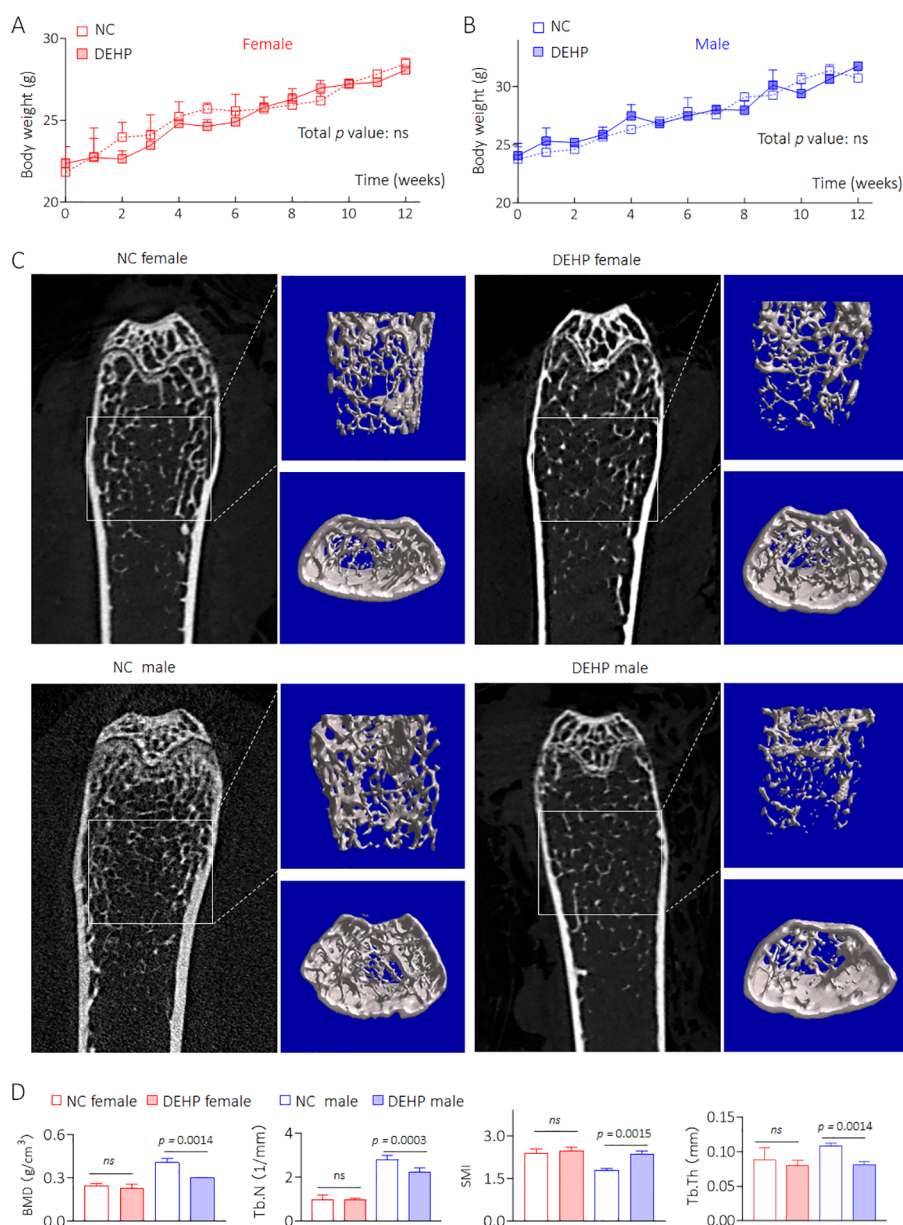 A
NC
DEHP
Female
Body weight (g)
30
25
20
Total p value: ns
Time (weeks)
0 2 4 6 8 10 12
B
NC
DEHP
Male
Body weight (g)
30
25
20
Total p value: ns
Time (weeks)
0 2 4 6 8 10 12
C
NC female
DEHP female
NC male
DEHP male
D
NC female DEHP female NC male DEHP male
BMD (g/cm³)
0.6
0.3
0.0
ns
p = 0.0014
Tb.N (1/mm)
4
2
0
ns
p = 0.0003
SMI
3.0
1.5
0.0
ns
p = 0.0015
Tb.Th (mm)
0.15
0.10
0.05
0.00
ns
p = 0.0014